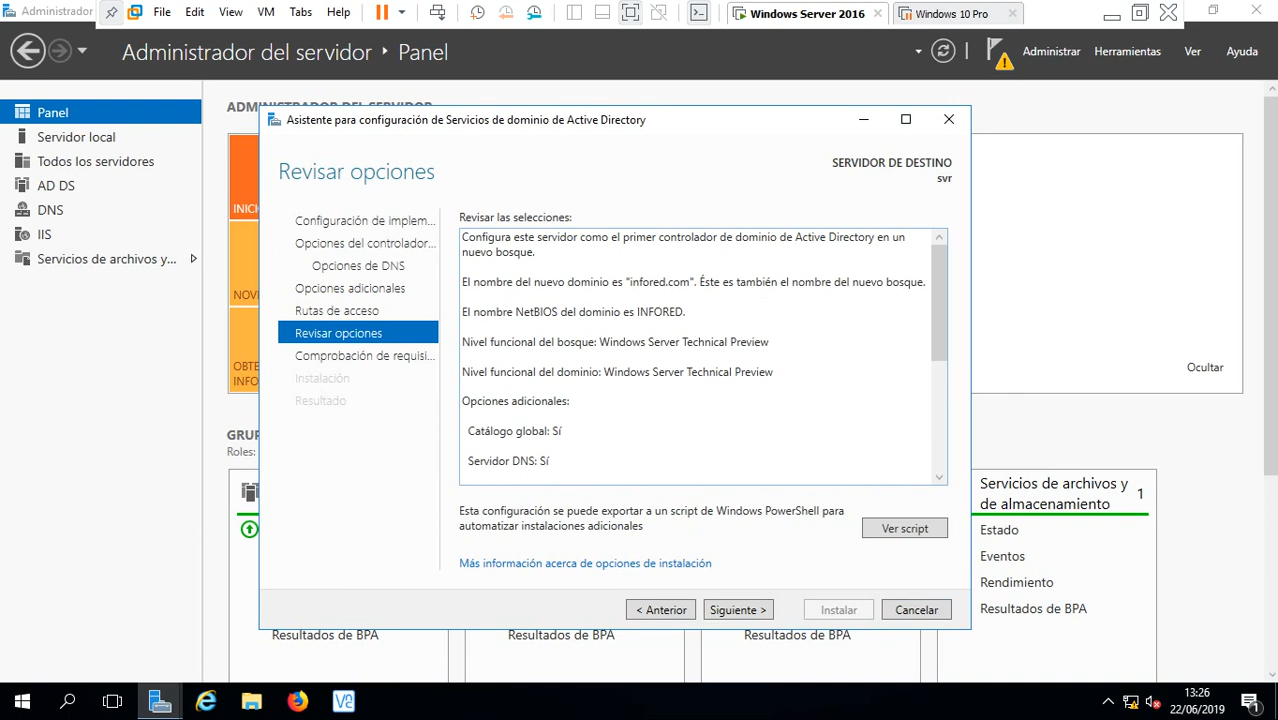 Administrador
File Edit View VM Tabs Help
Windows Server 2016
Windows 10 Pro
Administrador del servidor ‣ Panel
Administrar Herramientas Ver Ayuda
Panel
Servidor local
Todos los servidores
AD DS
DNS
IIS
Servicios de archivos y...
ADMINISTRADOR DEL SERVIDOR
INICI
NOVE
OBTE
INFO
Ocultar
GRUP
Roles:
Asistente para configuración de Servicios de dominio de Active Directory
Revisar opciones
SERVIDOR DE DESTINO
svr
Configuración de implem...
Opciones del controlador...
Opciones de DNS
Opciones adicionales
Rutas de acceso
Revisar opciones
Comprobación de requisi...
Instalación
Resultado
Revisar las selecciones:
Configura este servidor como el primer controlador de dominio de Active Directory en un
nuevo bosque.
El nombre del nuevo dominio es "infored.com". Éste es también el nombre del nuevo bosque.
El nombre NetBIOS del dominio es INFORED.
Nivel funcional del bosque: Windows Server Technical Preview
Nivel funcional del dominio: Windows Server Technical Preview
Opciones adicionales:
Catálogo global: Sí
Servidor DNS: Sí
Esta configuración se puede exportar a un script de Windows PowerShell para
automatizar instalaciones adicionales
Ver script
Más información acerca de opciones de instalación
< Anterior Siguiente > Instalar Cancelar
Servicios de archivos y
de almacenamiento 1
Estado
Eventos
Rendimiento
Resultados de BPA
Resultados de BPA Resultados de BPA Resultados de BPA
13:26
22/06/2019
1